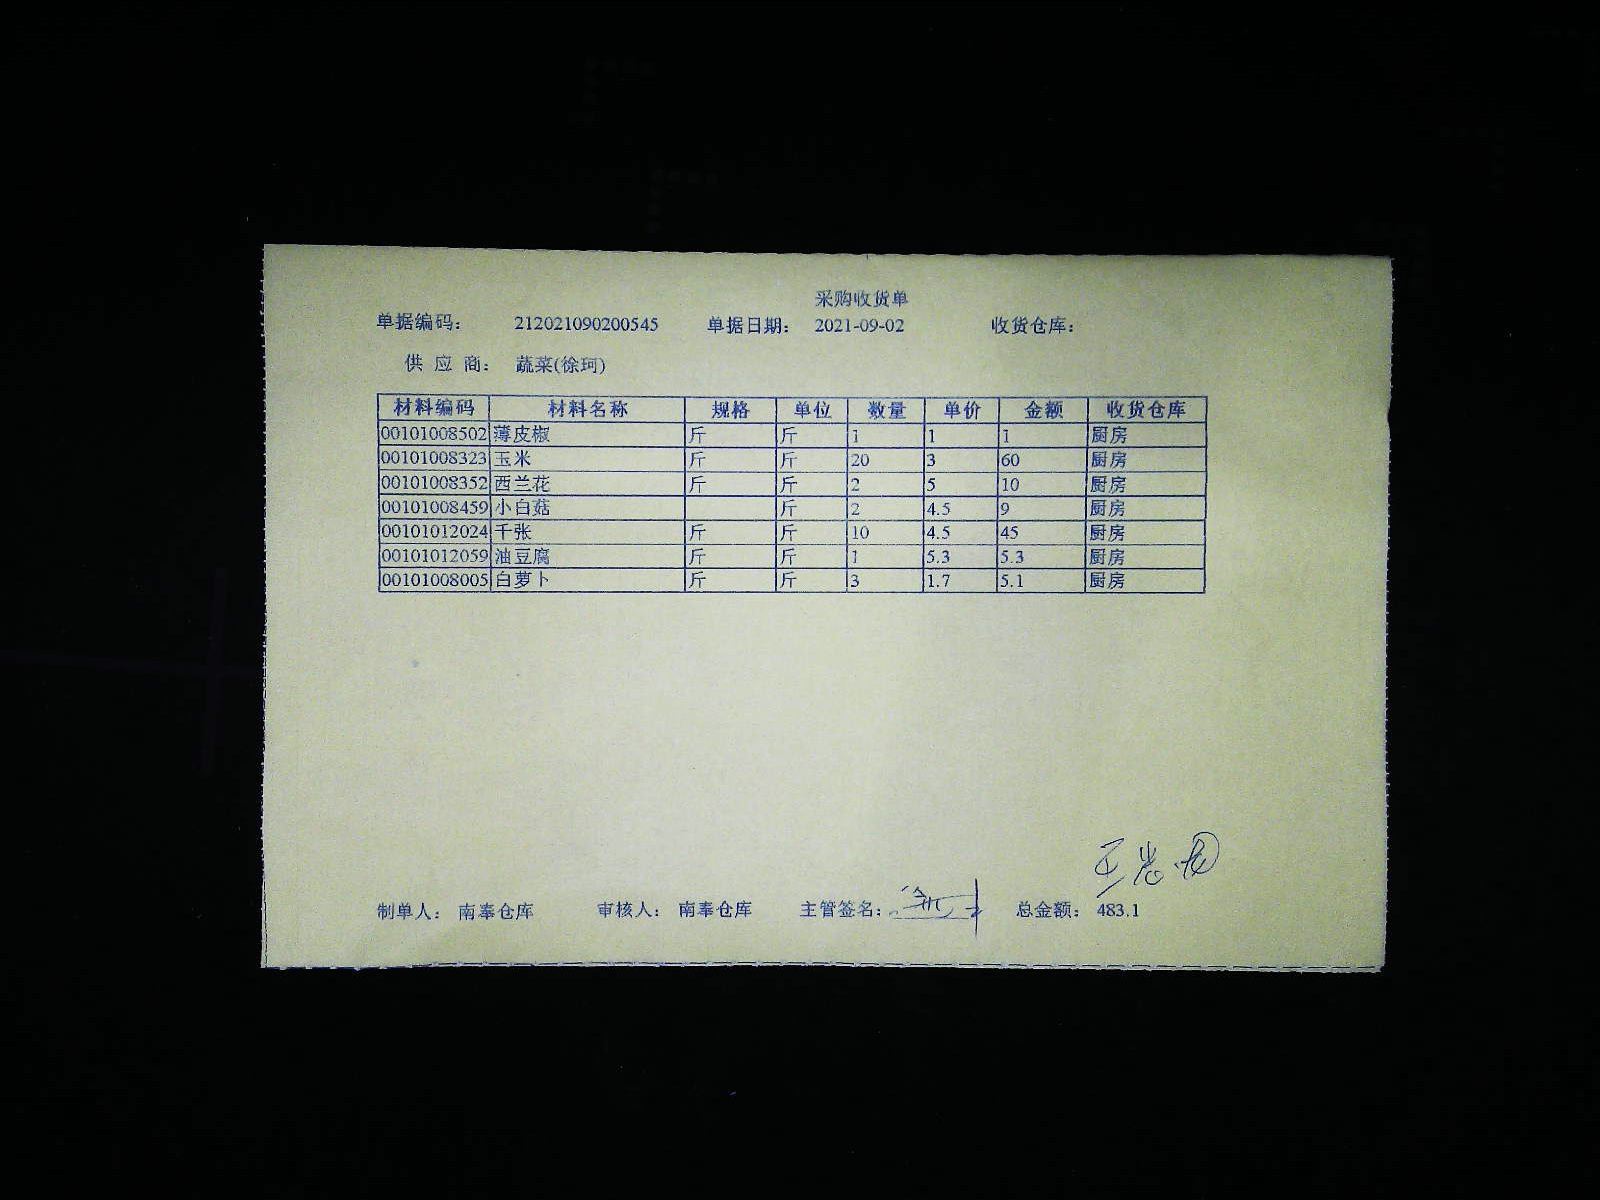 采购收货单
单据编码： 212021090200545 单据日期： 2021-09-02 收货仓库：
供 应 商： 蔬菜(徐珂)
材料编码 材料名称 规格 单位 数量 单价 金额 收货仓库
00101008502 薄皮椒 斤 斤 1 1 1 厨房
00101008323 玉米 斤 斤 20 3 60 厨房
00101008352 西兰花 斤 斤 2 5 10 厨房
00101008459 小白菇 斤 2 4.5 9 厨房
00101012024 千张 斤 斤 10 4.5 45 厨房
00101012059 油豆腐 斤 斤 1 5.3 5.3 厨房
00101008005 白萝卜 斤 斤 3 1.7 5.1 厨房
制单人： 南奉仓库 审核人： 南奉仓库 主管签名： 总金额： 483.1